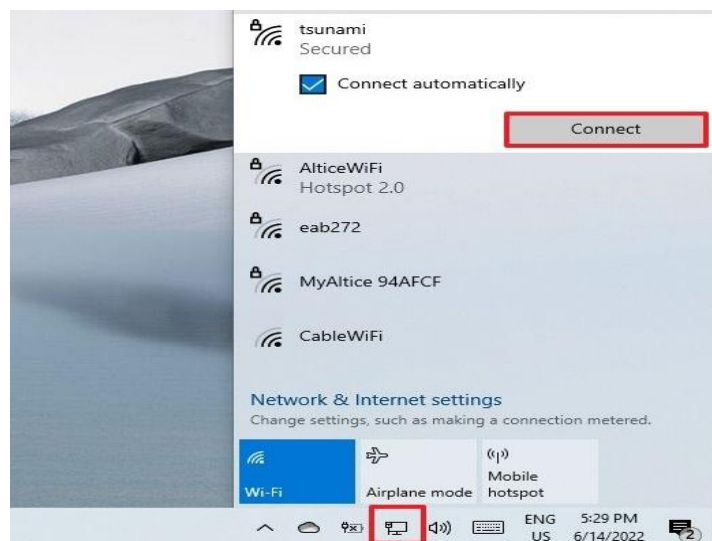 tsunami
Secured
Connect automatically
Connect
AlticeWiFi
Hotspot 2.0
eab272
MyAltice 94AFCF
CableWiFi
Network & Internet settings
Change settings, such as making a connection metered.
Wi-Fi
Airplane mode
Mobile
hotspot
ENG
US
5:29 PM
6/14/2022
2